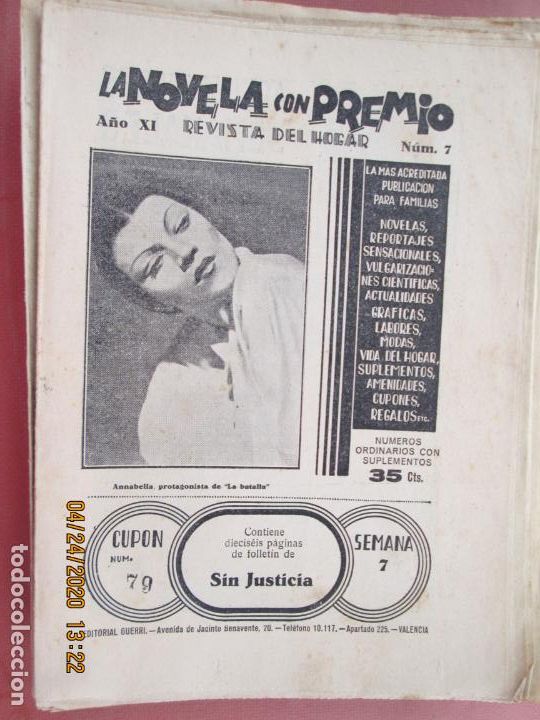 LA NOVELA CON PREMIO
Año XI REVISTA DEL HOGAR Núm. 7
LA MAS ACREDITADA
PUBLICACION
PARA FAMILIAS
NOVELAS,
REPORTAJES
SENSACIONALES,
VULGARIZACIO-
NES CIENTIFICAS,
ACTUALIDADES
GRAFICAS,
LABORES,
MODAS,
VIDA DEL HOGAR,
SUPLEMENTOS,
AMENIDADES,
CUPONES,
REGALOS ETC.
NUMEROS
ORDINARIOS CON
SUPLEMENTOS
35 Cts.
Annabella, protagonista de "La batalla"
CUPON
NUM.
79
Contiene
dieciséis páginas
de folletín de
Sin Justicia
SEMANA
7
EDITORIAL GUERRI.—Avenida de Jacinto Benavente, 20.—Teléfono 10.117.—Apartado 225.—VALENCIA
04/24/2020 13:22
todocoleccion